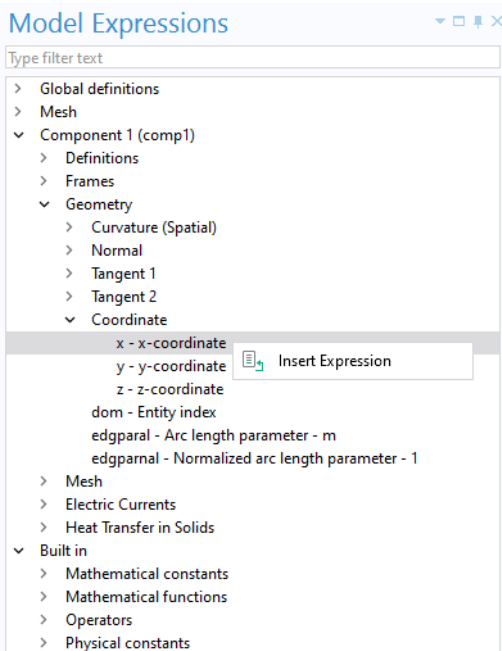 Model Expressions
Type filter text
Global definitions
Mesh
Component 1 (comp1)
Definitions
Frames
Geometry
Curvature (Spatial)
Normal
Tangent 1
Tangent 2
Coordinate
x - x-coordinate
Insert Expression
y - y-coordinate
z - z-coordinate
dom - Entity index
edgparal - Arc length parameter - m
edgparnal - Normalized arc length parameter - 1
Mesh
Electric Currents
Heat Transfer in Solids
Built in
Mathematical constants
Mathematical functions
Operators
Physical constants